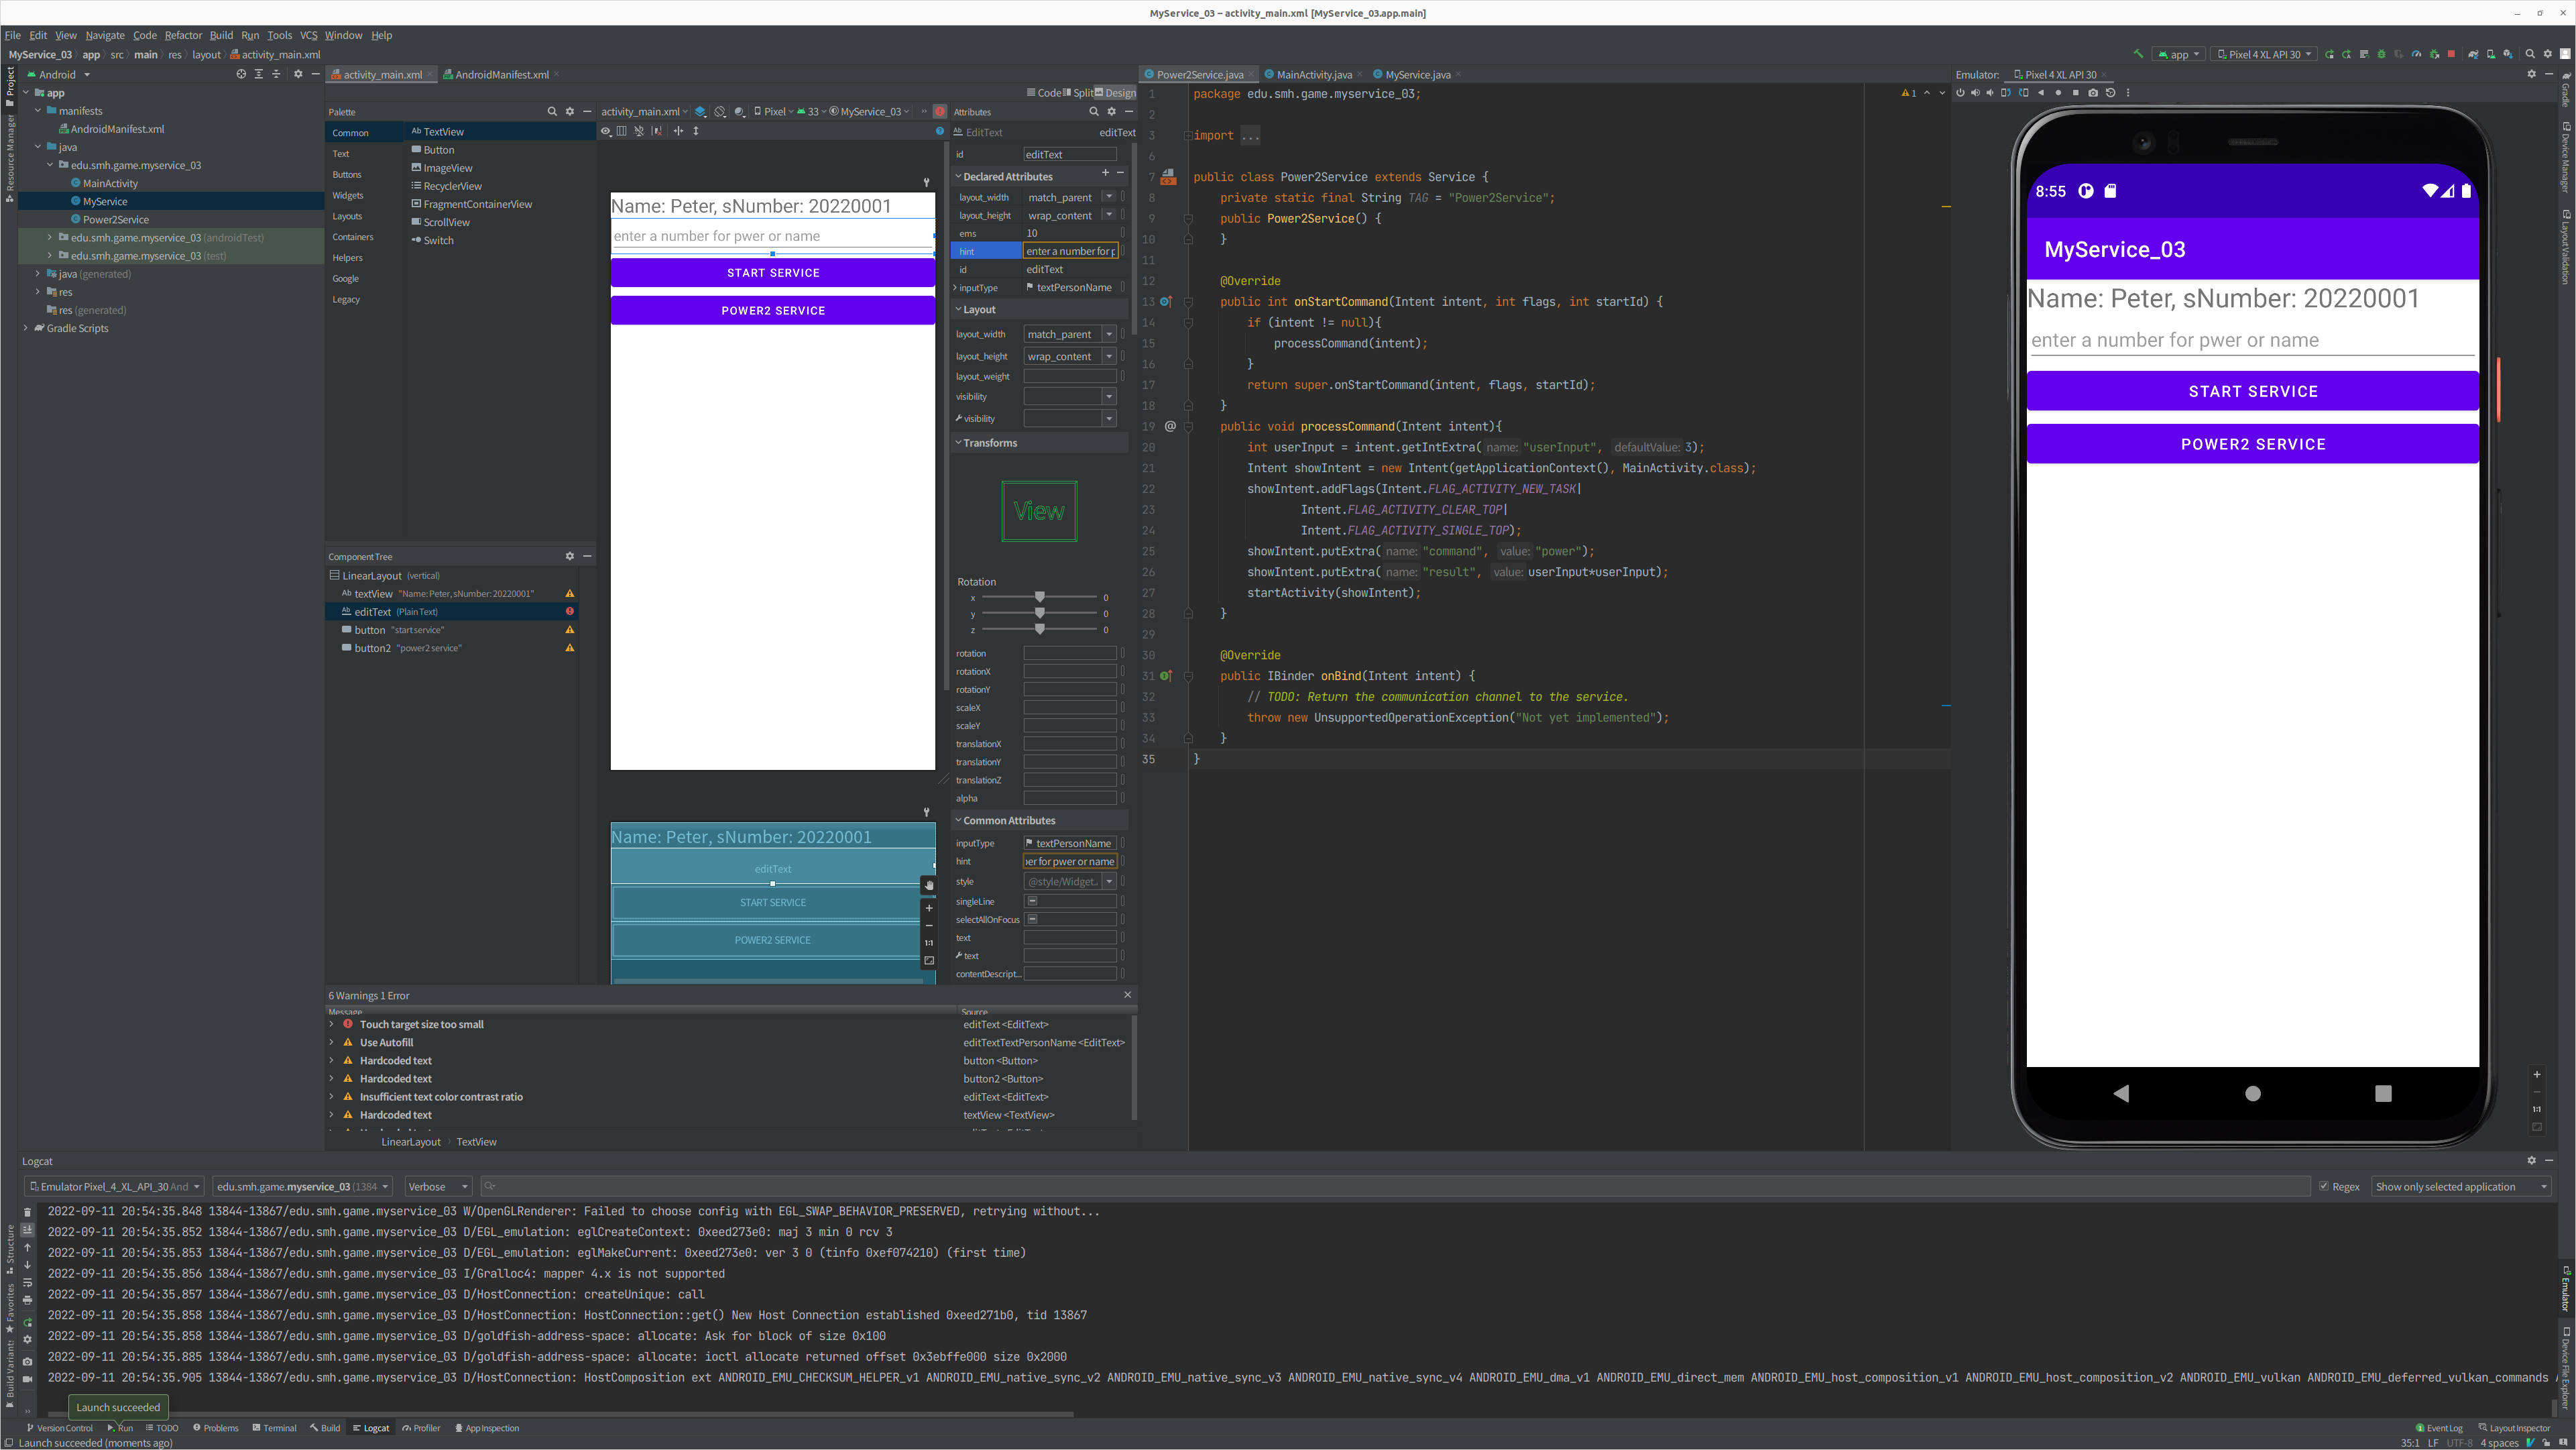 MyService_03 – activity_main.xml [MyService_03.app.main]
File Edit View Navigate Code Refactor Build Run Tools VCS Window Help
MyService_03 app src main res layout activity_main.xml
app Pixel 4 XL API 30
Android
app
manifests
AndroidManifest.xml
java
edu.smh.game.myservice_03
MainActivity
MyService
Power2Service
edu.smh.game.myservice_03 (androidTest)
edu.smh.game.myservice_03 (test)
java (generated)
res
res (generated)
Gradle Scripts
Project
Resource Manager
Structure
Favorites
Build Variants
activity_main.xml AndroidManifest.xml
Code Split Design
Palette
Common
Text
Buttons
Widgets
Layouts
Containers
Helpers
Google
Legacy
Ab TextView
Button
ImageView
RecyclerView
FragmentContainerView
ScrollView
Switch
Component Tree
LinearLayout (vertical)
Ab textView "Name: Peter, sNumber: 20220001"
Ab editText (Plain Text)
button "start service"
button2 "power2 service"
activity_main.xml Pixel 33 MyService_03
Name: Peter, sNumber: 20220001
enter a number for pwer or name
START SERVICE
POWER2 SERVICE
Name: Peter, sNumber: 20220001
editText
START SERVICE
POWER2 SERVICE
1:1
Attributes
Ab EditText editText
id editText
Declared Attributes
layout_width match_parent
layout_height wrap_content
ems 10
hint enter a number for p
id editText
inputType textPersonName
Layout
layout_width match_parent
layout_height wrap_content
layout_weight
visibility
visibility
Transforms
View
Rotation
x 0
y 0
z 0
rotation
rotationX
rotationY
scaleX
scaleY
translationX
translationY
translationZ
alpha
Common Attributes
inputType textPersonName
hint er for pwer or name
style @style/Widget..
singleLine
selectAllOnFocus
text
text
contentDescript...
6 Warnings 1 Error
Message Source
Touch target size too small editText <EditText>
Use Autofill editTextTextPersonName <EditText>
Hardcoded text button <Button>
Hardcoded text button2 <Button>
Insufficient text color contrast ratio editText <EditText>
Hardcoded text textView <TextView>
LinearLayout TextView
Power2Service.java MainActivity.java MyService.java
1
1 package edu.smh.game.myservice_03;
2
3 import ...
6
7 public class Power2Service extends Service {
8 private static final String TAG = "Power2Service";
9 public Power2Service() {
10 }
11
12 @Override
13 public int onStartCommand(Intent intent, int flags, int startId) {
14 if (intent != null){
15 processCommand(intent);
16 }
17 return super.onStartCommand(intent, flags, startId);
18 }
19 @ public void processCommand(Intent intent){
20 int userInput = intent.getIntExtra( name: "userInput", defaultValue: 3);
21 Intent showIntent = new Intent(getApplicationContext(), MainActivity.class);
22 showIntent.addFlags(Intent.FLAG_ACTIVITY_NEW_TASK|
23 Intent.FLAG_ACTIVITY_CLEAR_TOP|
24 Intent.FLAG_ACTIVITY_SINGLE_TOP);
25 showIntent.putExtra( name: "command", value: "power");
26 showIntent.putExtra( name: "result", value: userInput*userInput);
27 startActivity(showIntent);
28 }
29
30 @Override
31 public IBinder onBind(Intent intent) {
32 // TODO: Return the communication channel to the service.
33 throw new UnsupportedOperationException("Not yet implemented");
34 }
35 }
Emulator: Pixel 4 XL API 30
8:55
MyService_03
Name: Peter, sNumber: 20220001
enter a number for pwer or name
START SERVICE
POWER2 SERVICE
1:1
Gradle
Device Manager
Layout Validation
Emulator
Device File Explorer
Logcat
Emulator Pixel_4_XL_API_30 And edu.smh.game.myservice_03 (1384 Verbose Regex Show only selected application
2022-09-11 20:54:35.848 13844-13867/edu.smh.game.myservice_03 W/OpenGLRenderer: Failed to choose config with EGL_SWAP_BEHAVIOR_PRESERVED, retrying without...
2022-09-11 20:54:35.852 13844-13867/edu.smh.game.myservice_03 D/EGL_emulation: eglCreateContext: 0xeed273e0: maj 3 min 0 rcv 3
2022-09-11 20:54:35.853 13844-13867/edu.smh.game.myservice_03 D/EGL_emulation: eglMakeCurrent: 0xeed273e0: ver 3 0 (tinfo 0xef074210) (first time)
2022-09-11 20:54:35.856 13844-13867/edu.smh.game.myservice_03 I/Gralloc4: mapper 4.x is not supported
2022-09-11 20:54:35.857 13844-13867/edu.smh.game.myservice_03 D/HostConnection: createUnique: call
2022-09-11 20:54:35.858 13844-13867/edu.smh.game.myservice_03 D/HostConnection: HostConnection::get() New Host Connection established 0xeed271b0, tid 13867
2022-09-11 20:54:35.858 13844-13867/edu.smh.game.myservice_03 D/goldfish-address-space: allocate: Ask for block of size 0x100
2022-09-11 20:54:35.885 13844-13867/edu.smh.game.myservice_03 D/goldfish-address-space: allocate: ioctl allocate returned offset 0x3ebffe000 size 0x2000
2022-09-11 20:54:35.905 13844-13867/edu.smh.game.myservice_03 D/HostConnection: HostComposition ext ANDROID_EMU_CHECKSUM_HELPER_v1 ANDROID_EMU_native_sync_v2 ANDROID_EMU_native_sync_v3 ANDROID_EMU_native_sync_v4 ANDROID_EMU_dma_v1 ANDROID_EMU_direct_mem ANDROID_EMU_host_composition_v1 ANDROID_EMU_host_composition_v2 ANDROID_EMU_vulkan ANDROID_EMU_deferred_vulkan_commands
Launch succeeded
Version Control Run TODO Problems Terminal Build Logcat Profiler App Inspection 1 Event Log Layout Inspector
Launch succeeded (moments ago) 35:1 LF UTF-8 4 spaces